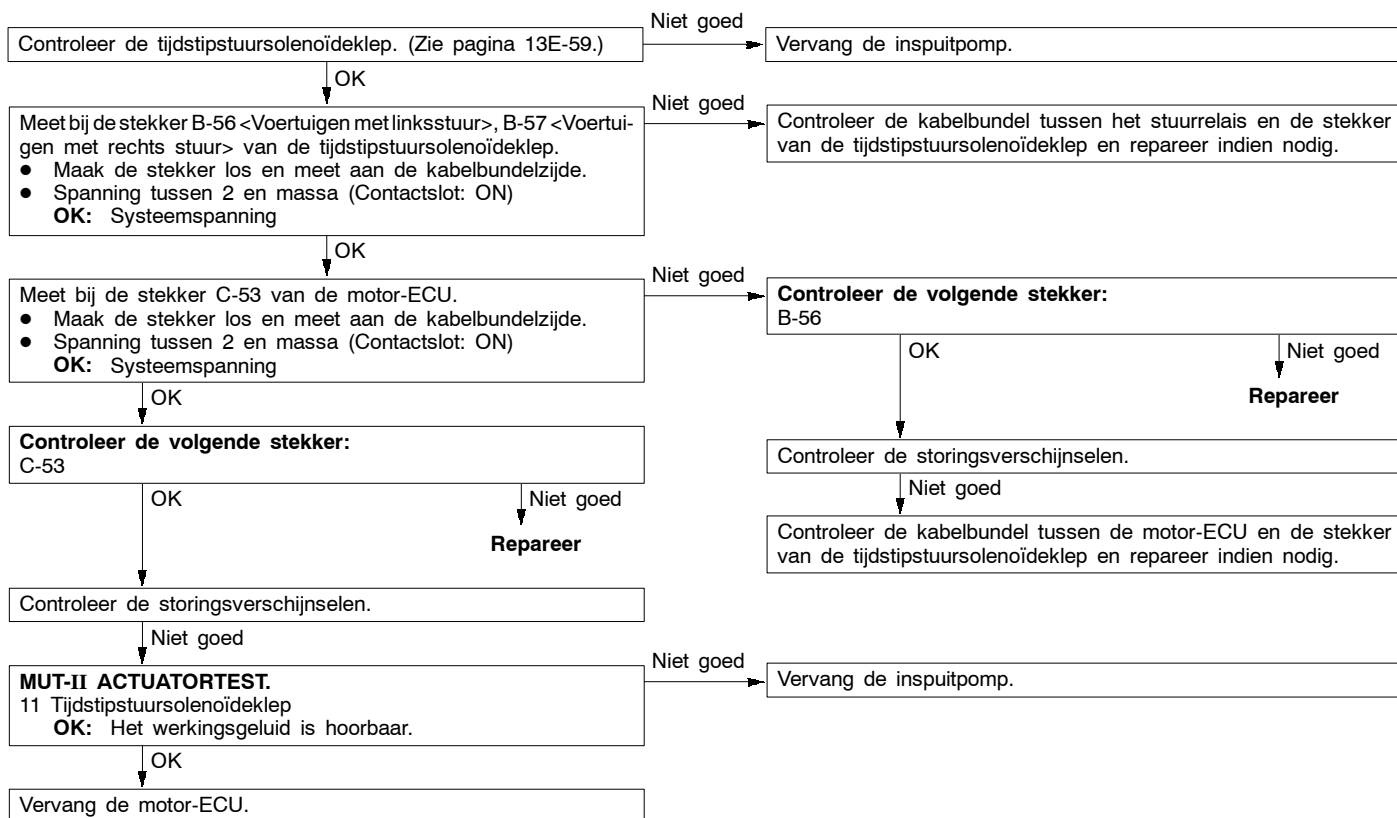 Niet goed
Controleer de tijdstipstuursolenoïdeklep. (Zie pagina 13E-59.)
Vervang de inspuitpomp.
OK
Niet goed
Meet bij de stekker B-56 <Voertuigen met linksstuur>, B-57 <Voertui-
gen met rechts stuur> van de tijdstipstuursolenoïdeklep.
● Maak de stekker los en meet aan de kabelbundelzijde.
● Spanning tussen 2 en massa (Contactslot: ON)
OK: Systeemspanning
Controleer de kabelbundel tussen het stuurrelais en de stekker
van de tijdstipstuursolenoïdeklep en repareer indien nodig.
OK
Niet goed
Meet bij de stekker C-53 van de motor-ECU.
● Maak de stekker los en meet aan de kabelbundelzijde.
● Spanning tussen 2 en massa (Contactslot: ON)
OK: Systeemspanning
Controleer de volgende stekker:
B-56
OK
Niet goed
Repareer
OK
Controleer de volgende stekker:
C-53
Controleer de storingsverschijnselen.
Niet goed
Controleer de kabelbundel tussen de motor-ECU en de stekker
van de tijdstipstuursolenoïdeklep en repareer indien nodig.
OK
Niet goed
Repareer
Controleer de storingsverschijnselen.
Niet goed
Niet goed
MUT-II ACTUATORTEST.
11 Tijdstipstuursolenoïdeklep
OK: Het werkingsgeluid is hoorbaar.
Vervang de inspuitpomp.
OK
Vervang de motor-ECU.